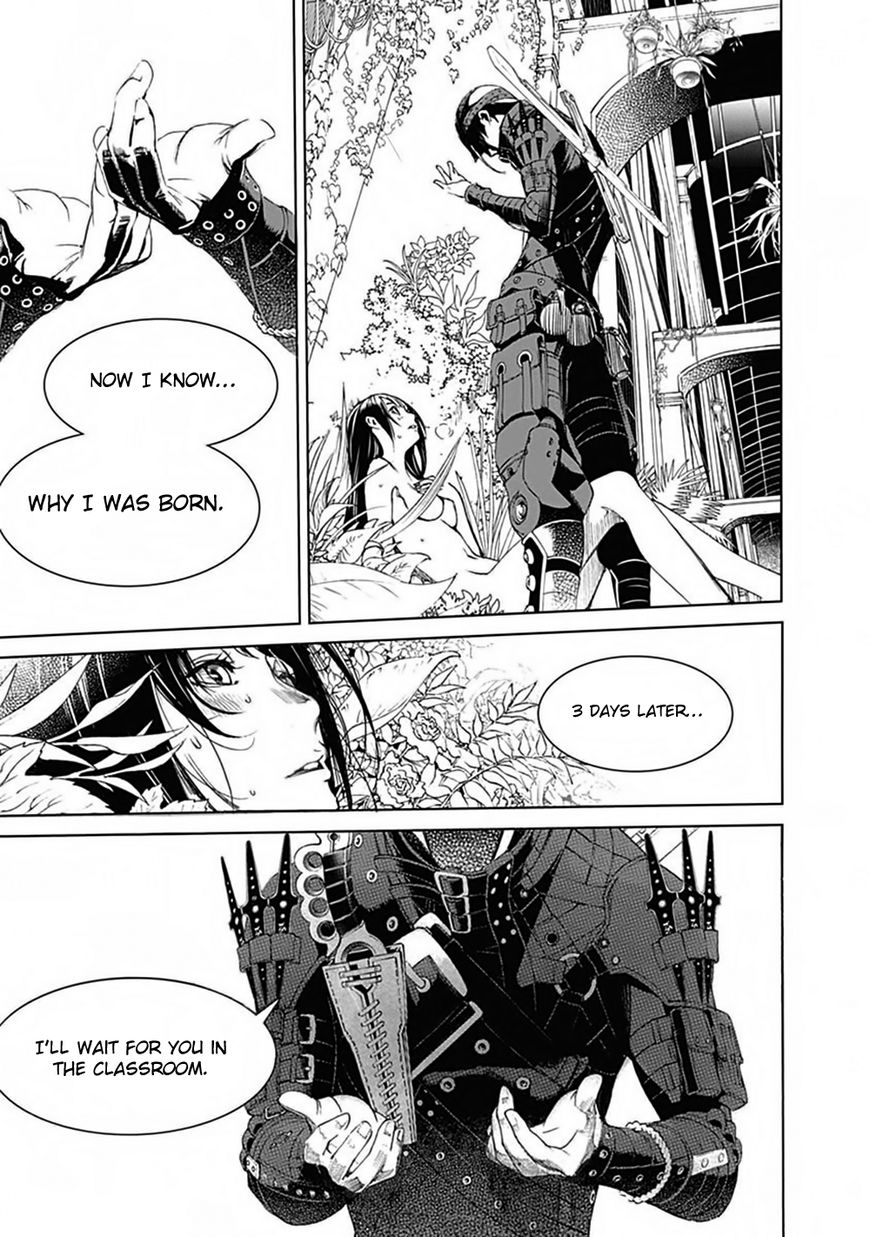 NOW I KNOW...
WHY I WAS BORN.
3 DAYS LATER...
I'LL WAIT FOR YOU IN
THE CLASSROOM.